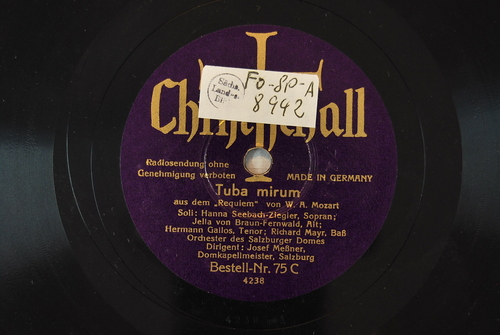 FO-SP-A
8942
Sächs.
Radiosendung ohne
Genehmigung verboten
MADE IN GERMANY
Tuba mirum
aus dem „Requiem“ von W. A. Mozart
Soli: Hanna Seebach-Ziegler, Sopran;
Jella von Braun-Fernwald, Alt;
Hermann Gallos, Tenor; Richard Mayr, Baß
Orchester des Salzburger Domes
Dirigent: Josef Meßner,
Domkapellmeister, Salzburg
Bestell-Nr. 75 C
4238